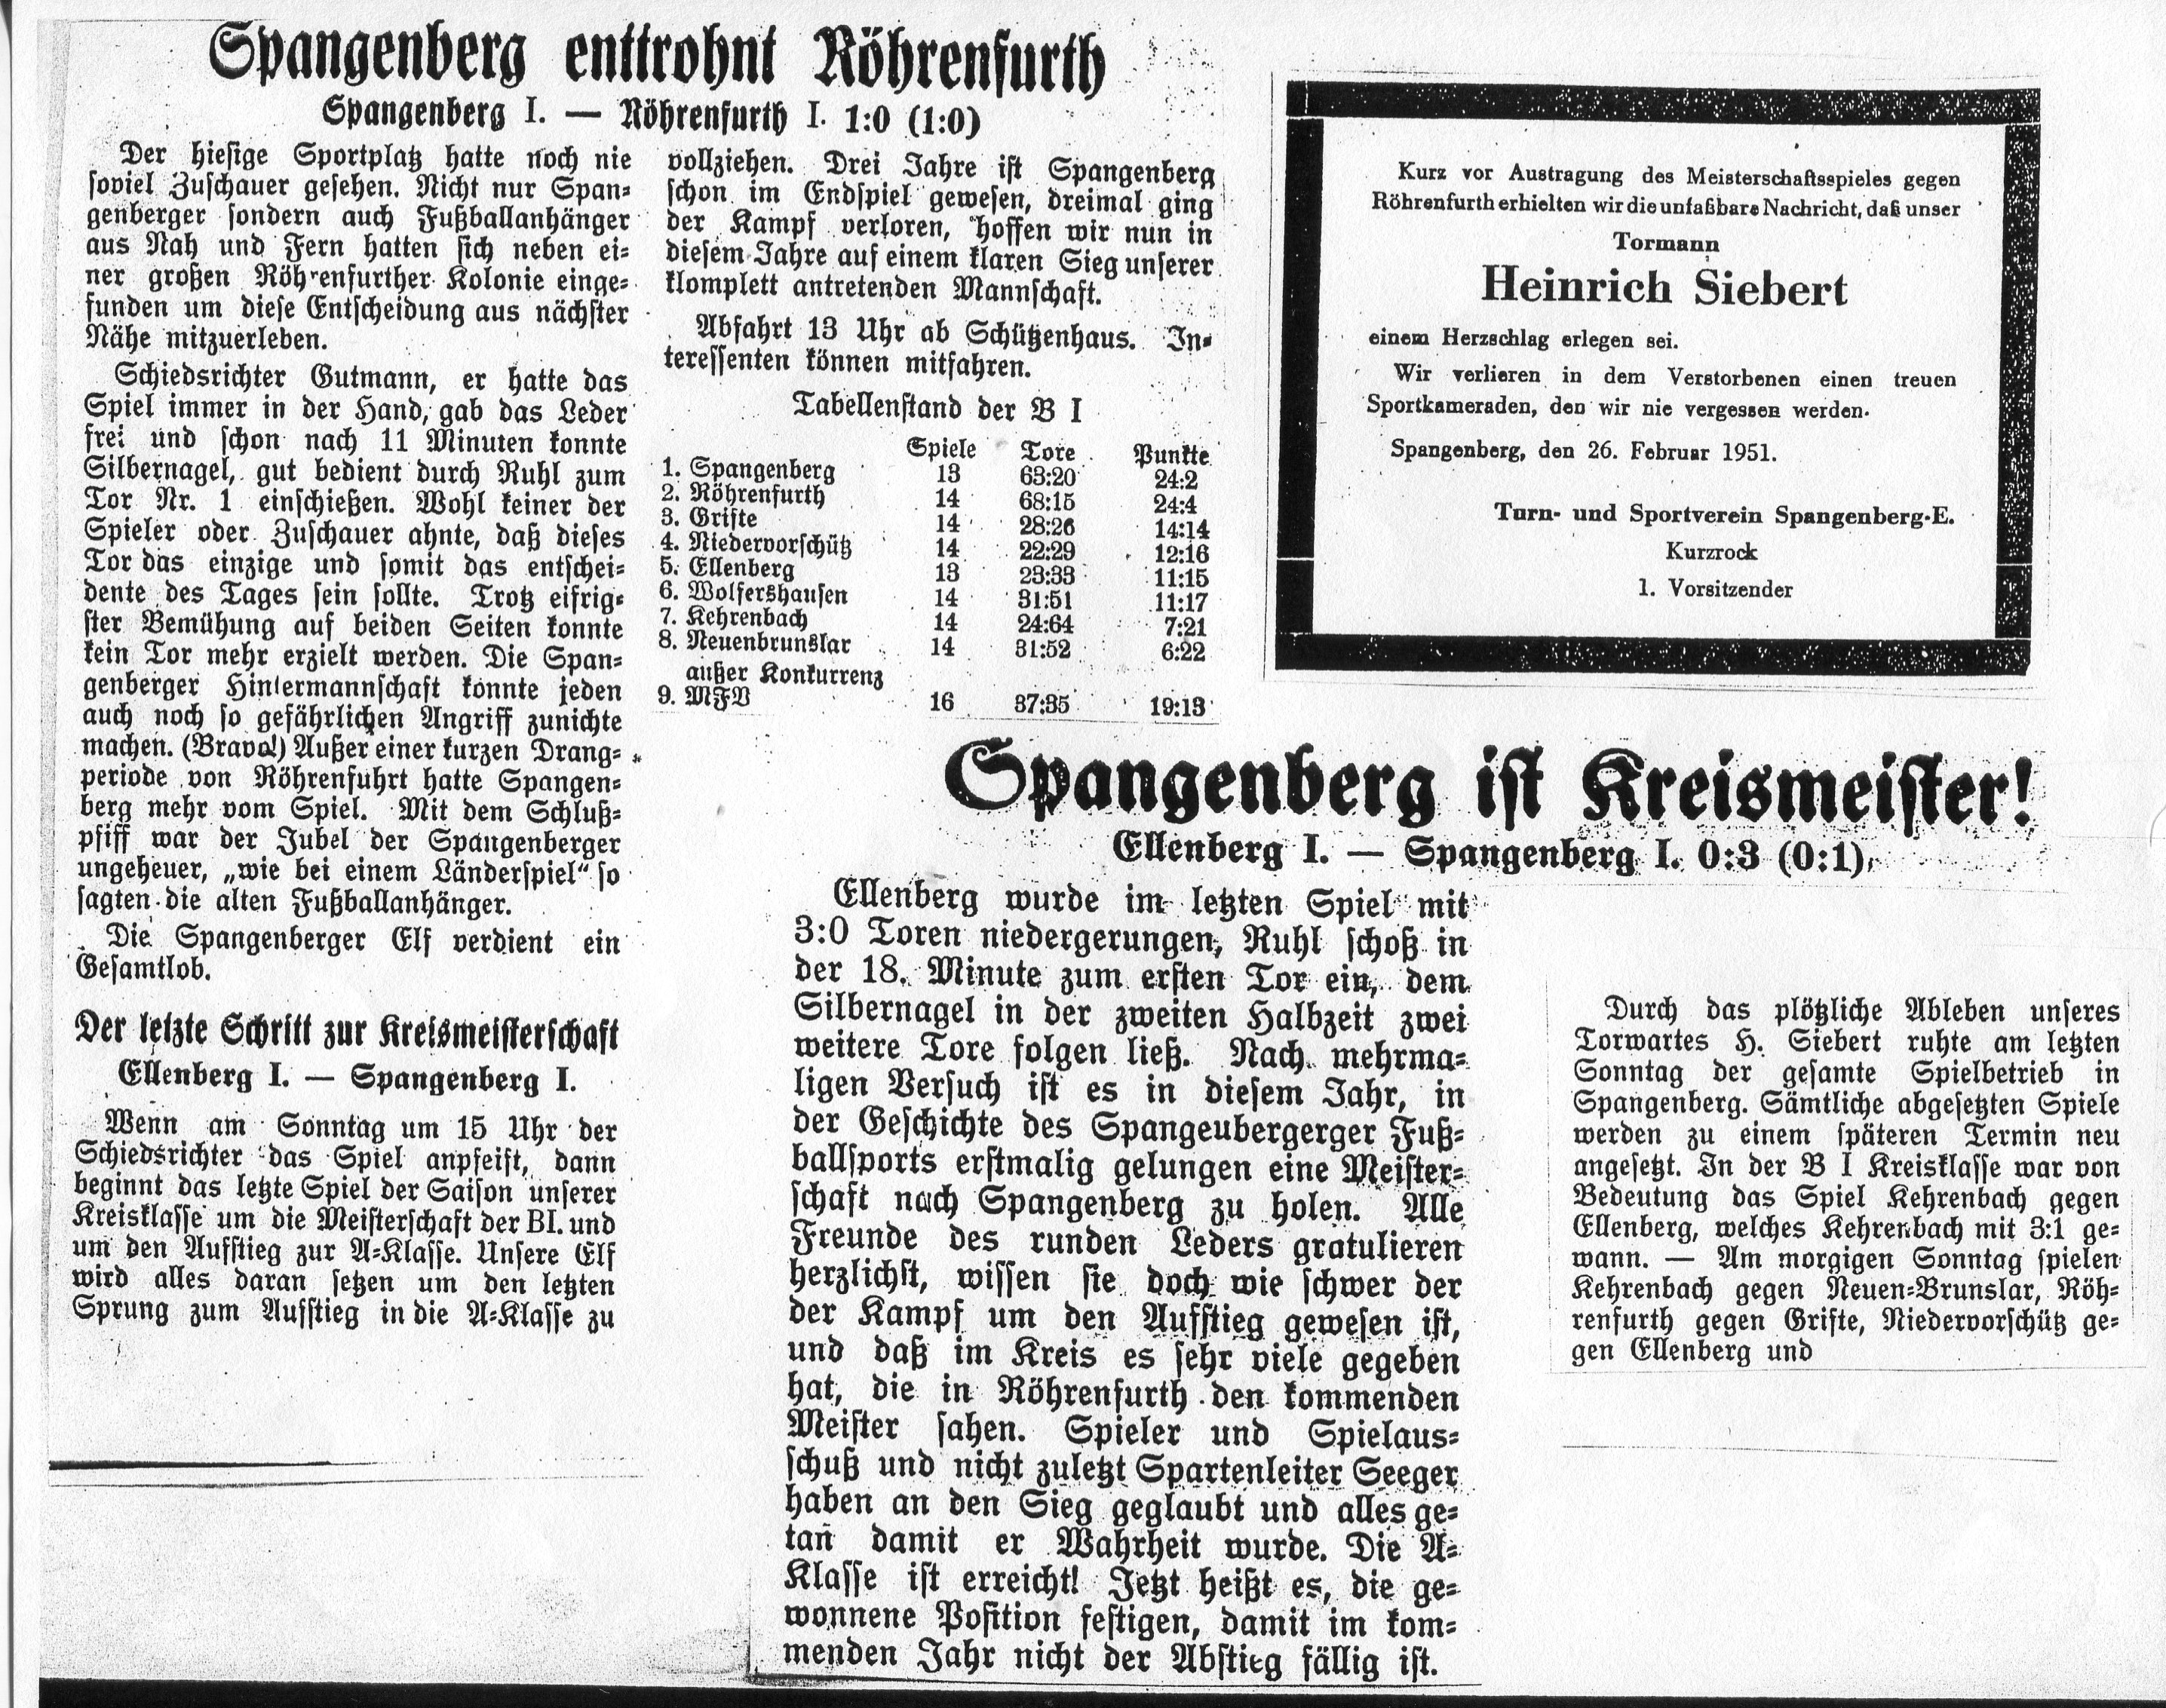 Spangenberg enttrohnt Röhrenfurth
Spangenberg I. — Röhrenfurth I. 1:0 (1:0)
Der hiesige Sportplatz hatte noch nie
soviel Zuschauer gesehen. Nicht nur Span=
genberger sondern auch Fußballanhänger
aus Nah und Fern hatten sich neben ei=
ner großen Röhrenfurther Kolonie einge=
funden um diese Entscheidung aus nächster
Nähe mitzuerleben.
Schiedsrichter Gutmann, er hatte das
Spiel immer in der Hand, gab das Leder
frei und schon nach 11 Minuten konnte
Silbernagel, gut bedient durch Ruhl zum
Tor Nr. 1 einschießen. Wohl keiner der
Spieler oder Zuschauer ahnte, daß dieses
Tor das einzige und somit das entschei=
dente des Tages sein sollte. Trotz eifrig=
ster Bemühung auf beiden Seiten konnte
kein Tor mehr erzielt werden. Die Span=
genberger Hintermannschaft konnte jeden
auch noch so gefährlichen Angriff zunichte
machen. (Bravo!) Außer einer kurzen Drang=
periode von Röhrenfuhrt hatte Spangen=
berg mehr vom Spiel. Mit dem Schluß=
pfiff war der Jubel der Spangenberger
ungeheuer, „wie bei einem Länderspiel“ so
sagten die alten Fußballanhänger.
Die Spangenberger Elf verdient ein
Gesamtlob.
Der letzte Schritt zur Kreismeisterschaft
Ellenberg I. — Spangenberg I.
Wenn am Sonntag um 15 Uhr der
Schiedsrichter das Spiel anpfeift, dann
beginnt das letzte Spiel der Saison unserer
Kreisklasse um die Meisterschaft der BI. und
um den Aufstieg zur A=Klasse. Unsere Elf
wird alles daran setzen um den letzten
Sprung zum Aufstieg in die A=Klasse zu
vollziehen. Drei Jahre ist Spangenberg
schon im Endspiel gewesen, dreimal ging
der Kampf verloren, hoffen wir nun in
diesem Jahre auf einem klaren Sieg unserer
klomplett antretenden Mannschaft.
Abfahrt 13 Uhr ab Schützenhaus. In=
teressenten können mitfahren.
Tabellenstand der B I
Spiele Tore Punkte
1. Spangenberg 13 63:20 24:2
2. Röhrenfurth 14 68:15 24:4
3. Grifte 14 28:26 14:14
4. Niedervorschütz 14 22:29 12:16
5. Ellenberg 13 23:33 11:15
6. Wolfershausen 14 31:51 11:17
7. Kehrenbach 14 24:64 7:21
8. Neuenbrunslar 14 31:52 6:22
außer Konkurrenz
9. MFV 16 37:35 19:13
Kurz vor Austragung des Meisterschaftsspieles gegen
Röhrenfurth erhielten wir die unfaßbare Nachricht, daß unser
Tormann
Heinrich Siebert
einem Herzschlag erlegen sei.
Wir verlieren in dem Verstorbenen einen treuen
Sportkameraden, den wir nie vergessen werden.
Spangenberg, den 26. Februar 1951.
Turn- und Sportverein Spangenberg-E.
Kurzrock
1. Vorsitzender
Spangenberg ist Kreismeister!
Ellenberg I. — Spangenberg I. 0:3 (0:1)
Ellenberg wurde im letzten Spiel mit
3:0 Toren niedergerungen, Ruhl schoß in
der 18. Minute zum ersten Tor ein, dem
Silbernagel in der zweiten Halbzeit zwei
weitere Tore folgen ließ. Nach mehrma=
ligen Versuch ist es in diesem Jahr, in
der Geschichte des Spangeubergerger Fuß=
ballsports erstmalig gelungen eine Meister=
schaft nach Spangenberg zu holen. Alle
Freunde des runden Leders gratulieren
herzlichst, wissen sie doch wie schwer der
der Kampf um den Aufstieg gewesen ist,
und daß im Kreis es sehr viele gegeben
hat, die in Röhrenfurth den kommenden
Meister sahen. Spieler und Spielaus=
schuß und nicht zuletzt Spartenleiter Seeger
haben an den Sieg geglaubt und alles ge=
tan damit er Wahrheit wurde. Die A=
Klasse ist erreicht! Jetzt heißt es, die ge=
wonnene Position festigen, damit im kom=
menden Jahr nicht der Abstieg fällig ist.
Durch das plötzliche Ableben unseres
Torwartes H. Siebert ruhte am letzten
Sonntag der gesamte Spielbetrieb in
Spangenberg. Sämtliche abgesetzten Spiele
werden zu einem späteren Termin neu
angesetzt. In der B I Kreisklasse war von
Bedeutung das Spiel Kehrenbach gegen
Ellenberg, welches Kehrenbach mit 3:1 ge=
wann. — Am morgigen Sonntag spielen
Kehrenbach gegen Neuen=Brunslar, Röh=
renfurth gegen Grifte, Niedervorschütz ge=
gen Ellenberg und